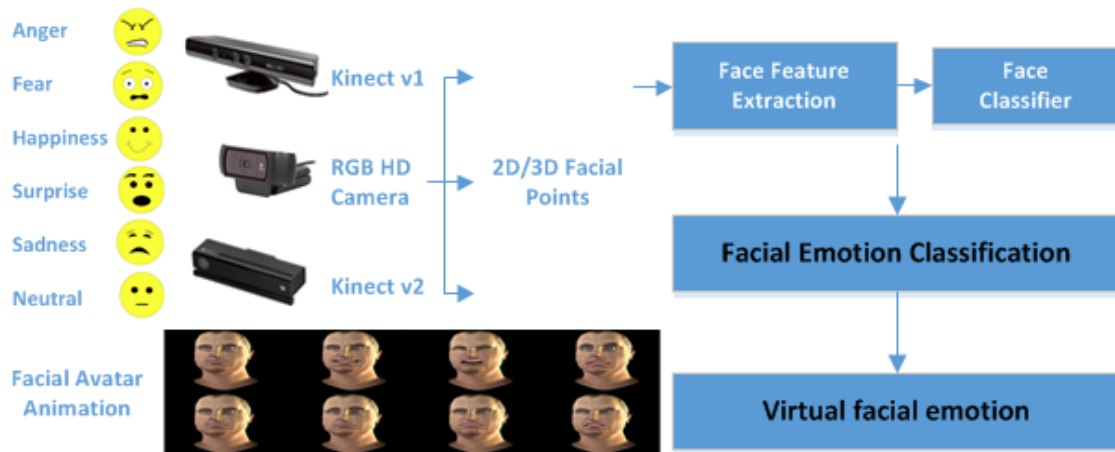 Anger
Fear
Happiness
Surprise
Sadness
Neutral
Kinect v1
RGB HD
Camera
Kinect v2
2D/3D Facial
Points
Face Feature
Extraction
Face
Classifier
Facial Emotion Classification
Virtual facial emotion
Facial Avatar
Animation